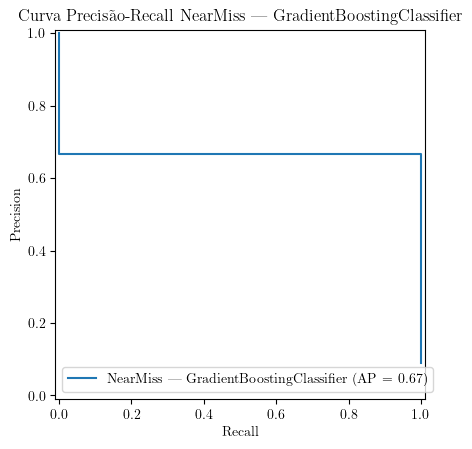 Curva Precisão-Recall NearMiss — GradientBoostingClassifier
1.0
0.8
0.6
0.4
0.2
0.0
Precision
NearMiss — GradientBoostingClassifier (AP = 0.67)
0.0 0.2 0.4 0.6 0.8 1.0
Recall